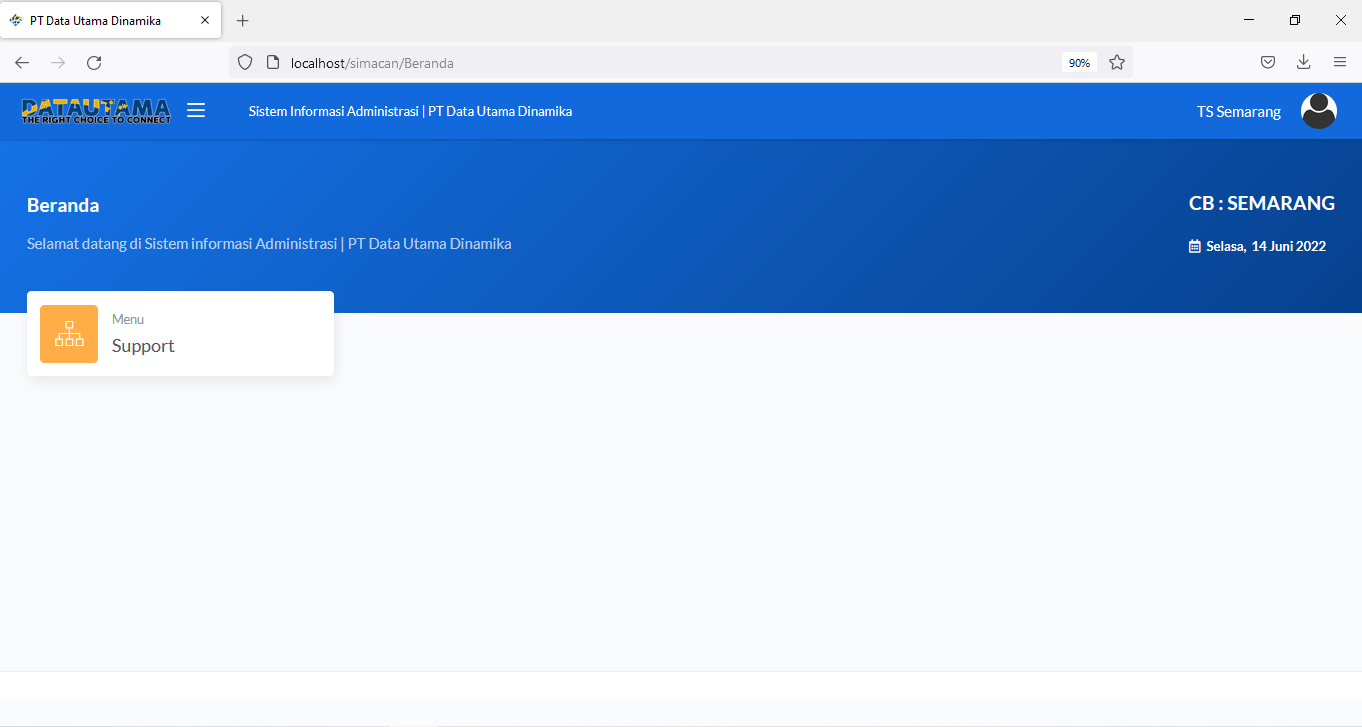 PT Data Utama Dinamika
localhost/simacan/Beranda
90%
DATAUTAMA
THE RIGHT CHOICE TO CONNECT
Sistem Informasi Administrasi | PT Data Utama Dinamika
TS Semarang
Beranda
CB : SEMARANG
Selamat datang di Sistem informasi Administrasi | PT Data Utama Dinamika
Selasa, 14 Juni 2022
Menu
Support